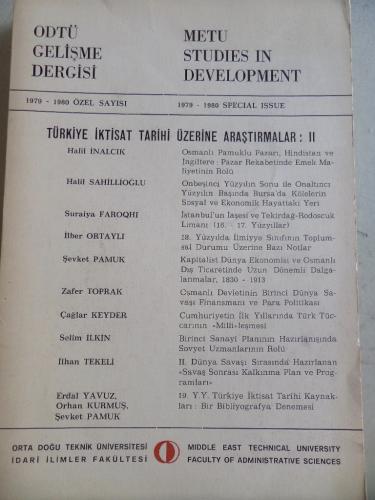 ODTÜ
GELİŞME
DERGİSİ
METU
STUDIES IN
DEVELOPMENT
1979 - 1980 ÖZEL SAYISI
1979 - 1980 SPECIAL ISSUE
TÜRKİYE İKTİSAT TARİHİ ÜZERİNE ARAŞTIRMALAR: II
Halil İNALCIK
Osmanlı Pamuklu Pazarı, Hindistan ve
İngiltere : Pazar Rekabetinde Emek Ma-
liyetinin Rolü
Halil SAHİLLİOĞLU
Onbeşinci Yüzyılın Sonu ile Onaltıncı
Yüzyılın Başında Bursa'da Kölelerin
Sosyal ve Ekonomik Hayattaki Yeri
Suraiya FAROQHI
İstanbul'un İaşesi ve Tekirdağ-Rodoscuk
Limanı (16. - 17. Yüzyıllar)
İlber ORTAYLI
18. Yüzyılda İlmiyye Sınıfının Toplum-
sal Durumu Üzerine Bazı Notlar
Şevket PAMUK
Kapitalist Dünya Ekonomisi ve Osmanlı
Dış Ticaretinde Uzun Dönemli Dalga-
lanmalar, 1830 - 1913
Zafer TOPRAK
Osmanlı Devletinin Birinci Dünya Sa-
vaşı Finansmanı ve Para Politikası
Çağlar KEYDER
Cumhuriyetin İlk Yıllarında Türk Tüc-
carının «Millî»leşmesi
Selim İLKİN
Birinci Sanayi Planının Hazırlanışında
Sovyet Uzmanlarının Rolü
İlhan TEKELİ
II. Dünya Savaşı Sırasında Hazırlanan
«Savaş Sonrası Kalkınma Plan ve Prog-
ramları»
Erdal YAVUZ,
Orhan KURMUŞ,
Şevket PAMUK
19. Y.Y. Türkiye İktisat Tarihi Kaynak-
ları : Bir Bibliyografya Denemesi
ORTA DOĞU TEKNİK ÜNİVERSİTESİ
İDARİ İLİMLER FAKÜLTESİ
MIDDLE EAST TECHNICAL UNIVERSITY
FACULTY OF ADMINISTRATIVE SCIENCES